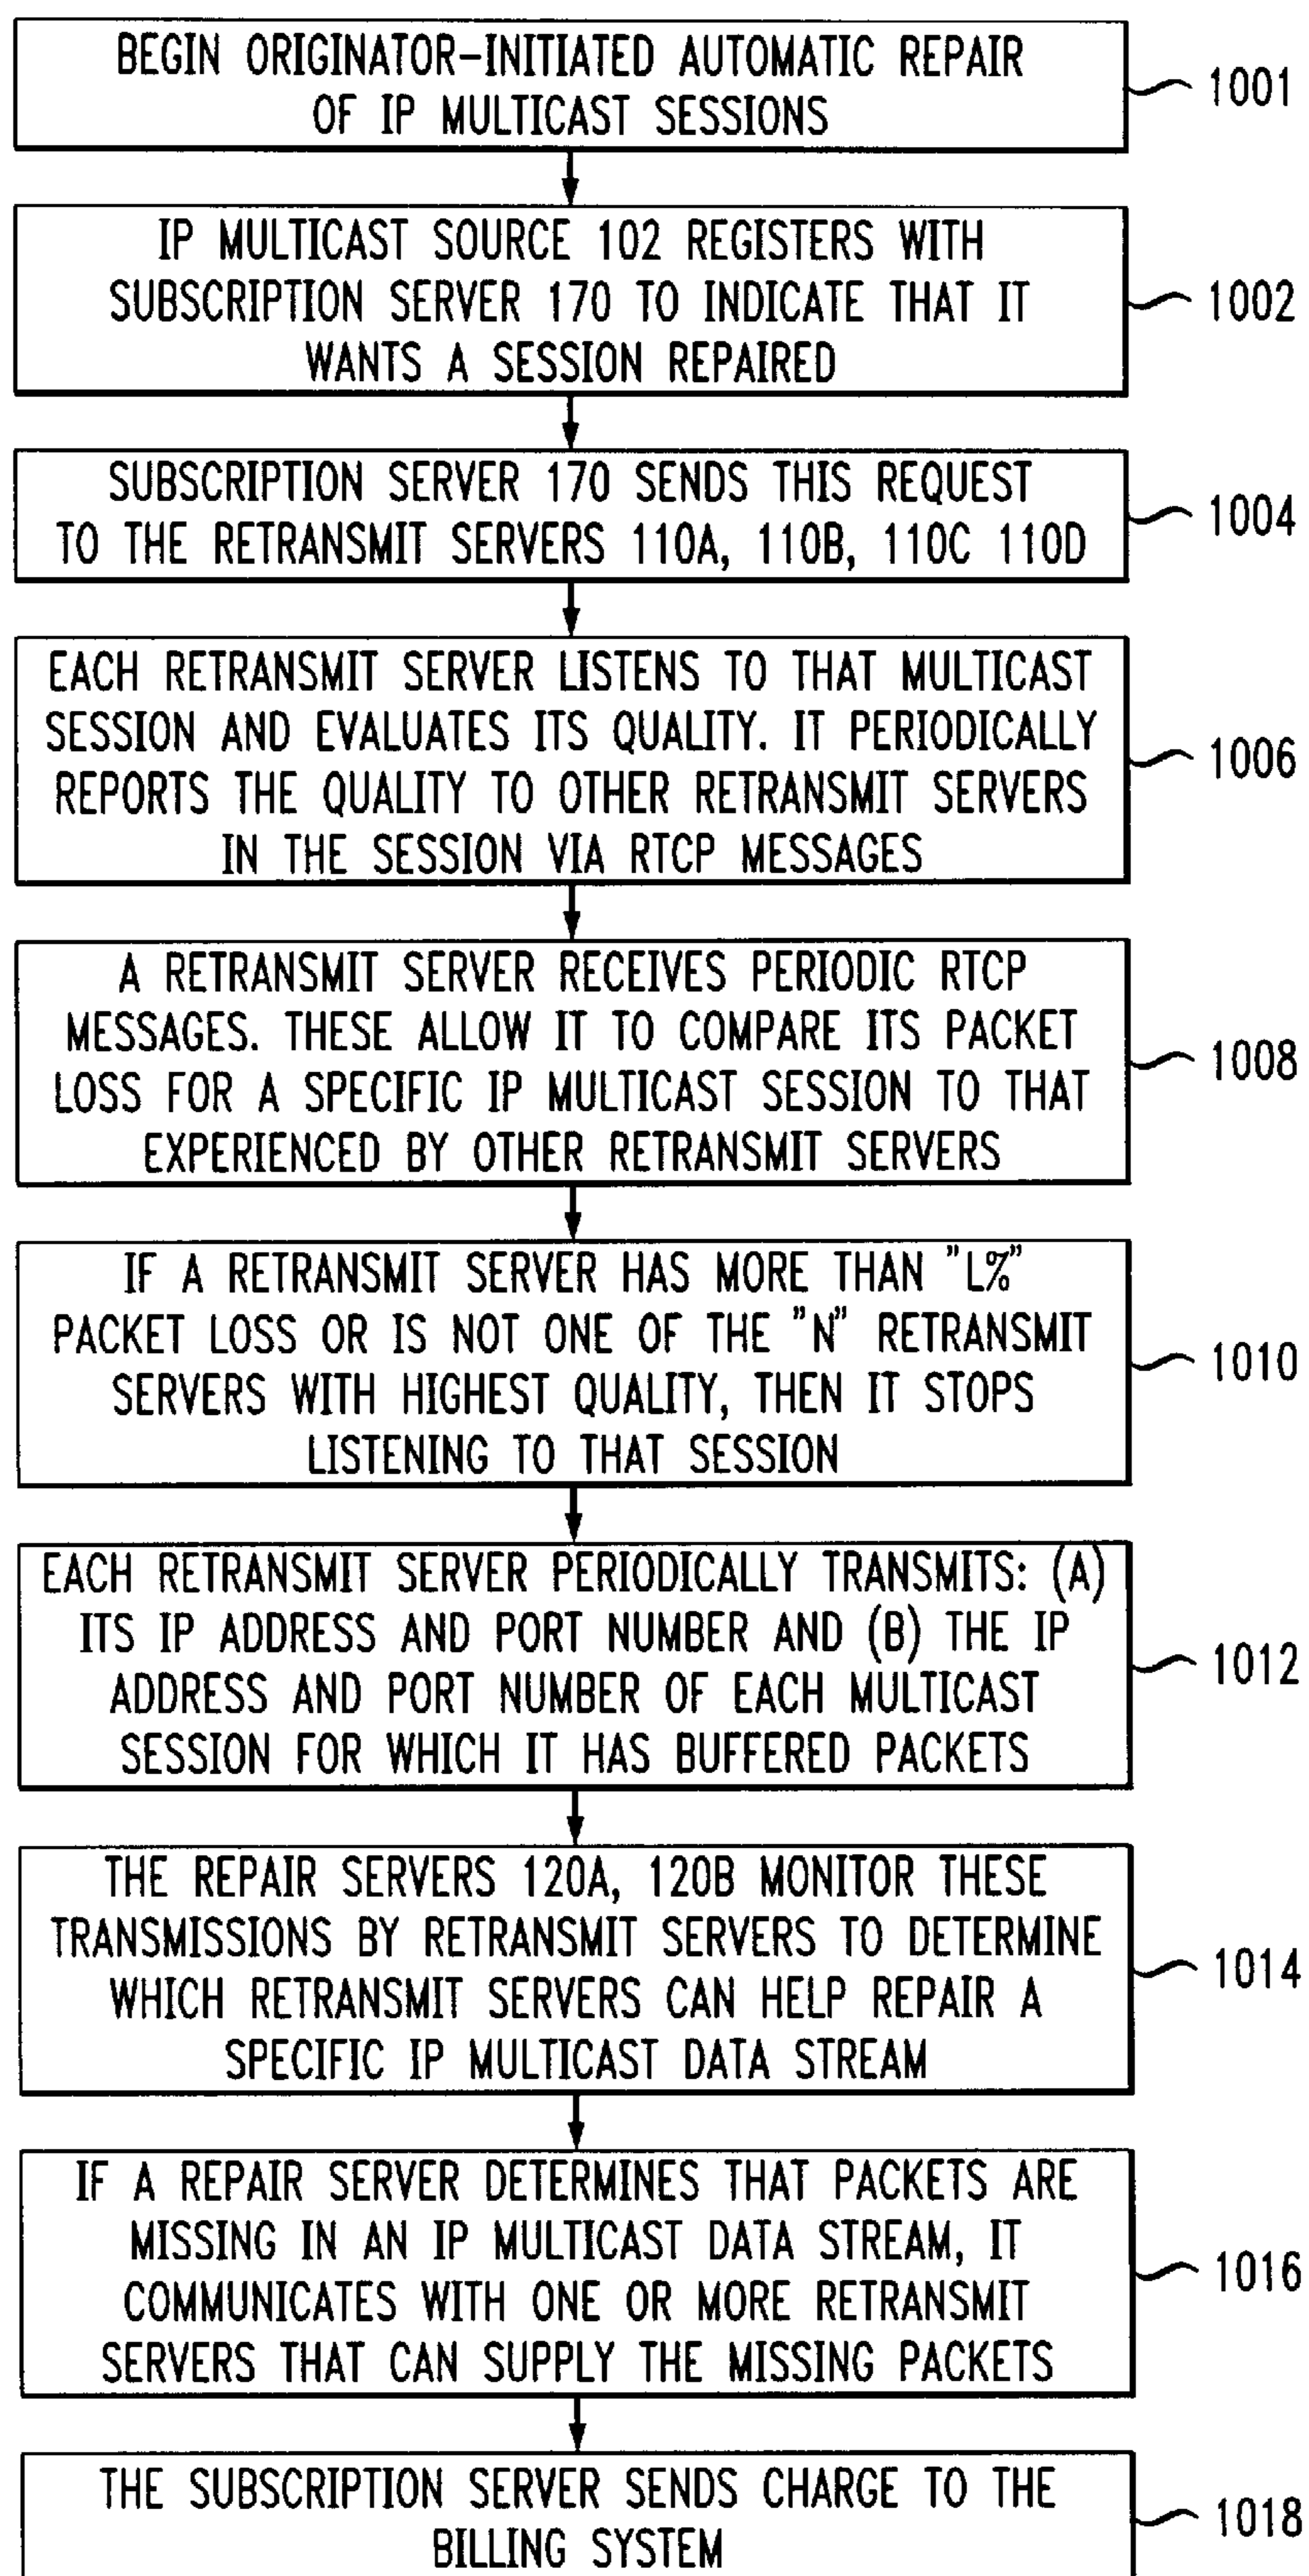 BEGIN ORIGINATOR-INITIATED AUTOMATIC REPAIR
OF IP MULTICAST SESSIONS
1001
IP MULTICAST SOURCE 102 REGISTERS WITH
SUBSCRIPTION SERVER 170 TO INDICATE THAT IT
WANTS A SESSION REPAIRED
1002
SUBSCRIPTION SERVER 170 SENDS THIS REQUEST
TO THE RETRANSMIT SERVERS 110A, 110B, 110C 110D
1004
EACH RETRANSMIT SERVER LISTENS TO THAT MULTICAST
SESSION AND EVALUATES ITS QUALITY. IT PERIODICALLY
REPORTS THE QUALITY TO OTHER RETRANSMIT SERVERS
IN THE SESSION VIA RTCP MESSAGES
1006
A RETRANSMIT SERVER RECEIVES PERIODIC RTCP
MESSAGES. THESE ALLOW IT TO COMPARE ITS PACKET
LOSS FOR A SPECIFIC IP MULTICAST SESSION TO THAT
EXPERIENCED BY OTHER RETRANSMIT SERVERS
1008
IF A RETRANSMIT SERVER HAS MORE THAN "L%"
PACKET LOSS OR IS NOT ONE OF THE "N" RETRANSMIT
SERVERS WITH HIGHEST QUALITY, THEN IT STOPS
LISTENING TO THAT SESSION
1010
EACH RETRANSMIT SERVER PERIODICALLY TRANSMITS: (A)
ITS IP ADDRESS AND PORT NUMBER AND (B) THE IP
ADDRESS AND PORT NUMBER OF EACH MULTICAST
SESSION FOR WHICH IT HAS BUFFERED PACKETS
1012
THE REPAIR SERVERS 120A, 120B MONITOR THESE
TRANSMISSIONS BY RETRANSMIT SERVERS TO DETERMINE
WHICH RETRANSMIT SERVERS CAN HELP REPAIR A
SPECIFIC IP MULTICAST DATA STREAM
1014
IF A REPAIR SERVER DETERMINES THAT PACKETS ARE
MISSING IN AN IP MULTICAST DATA STREAM, IT
COMMUNICATES WITH ONE OR MORE RETRANSMIT
SERVERS THAT CAN SUPPLY THE MISSING PACKETS
1016
THE SUBSCRIPTION SERVER SENDS CHARGE TO THE
BILLING SYSTEM
1018